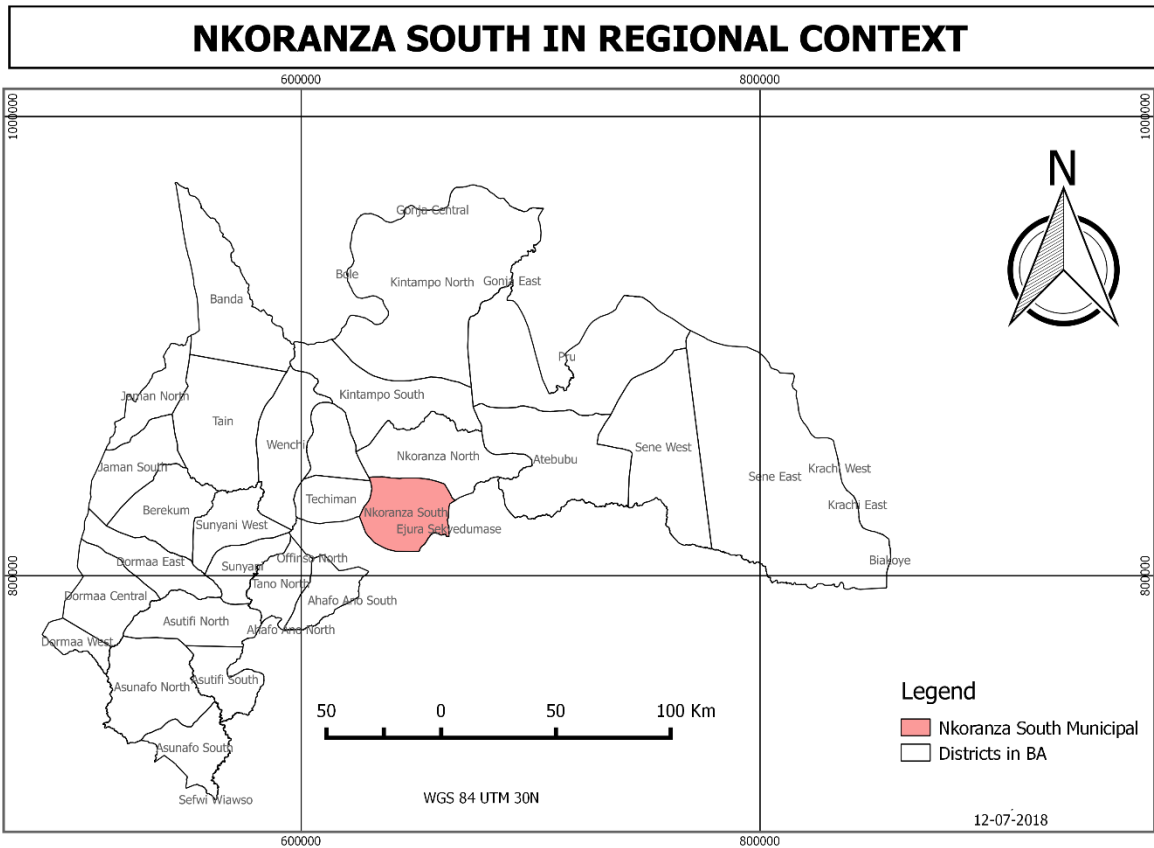 NKORANZA SOUTH IN REGIONAL CONTEXT
600000
800000
1000000
1000000
N
Gonja Central
Bole
Kintampo North
Gonja East
Banda
Pru
Jaman North
Kintampo South
Tain
Wenchi
Sene West
Nkoranza North
Atebubu
Jaman South
Krachi West
Sene East
Techiman
Krachi East
Berekum
Nkoranza South
Sunyani West
Ejura Sekyedumase
Offinso North
Dormaa East
Biakoye
Sunyani
800000
800000
Tano North
Dormaa Central
Ahafo Ano South
Asutifi North
Ahafo Ano North
Dormaa West
Asutifi South
Asunafo North
Legend
50 0 50 100 Km
Nkoranza South Municipal
Asunafo South
Districts in BA
Sefwi Wiawso
WGS 84 UTM 30N
12-07-2018
600000
800000